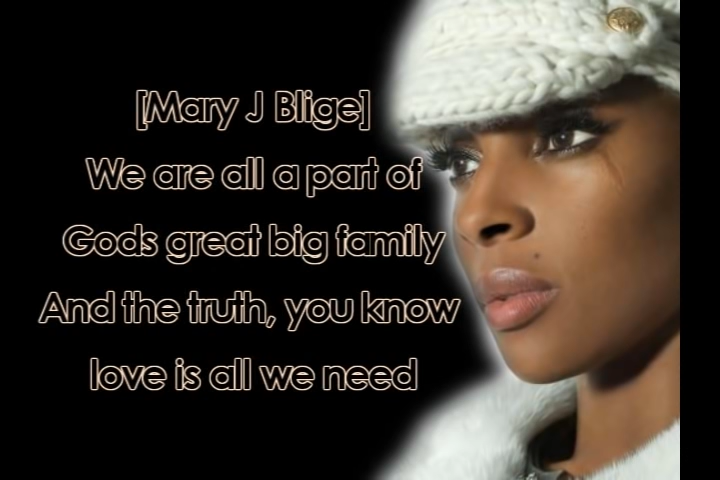 [Mary J Blige]
We are all a part of
Gods great big family
And the truth, you know
love is all we need